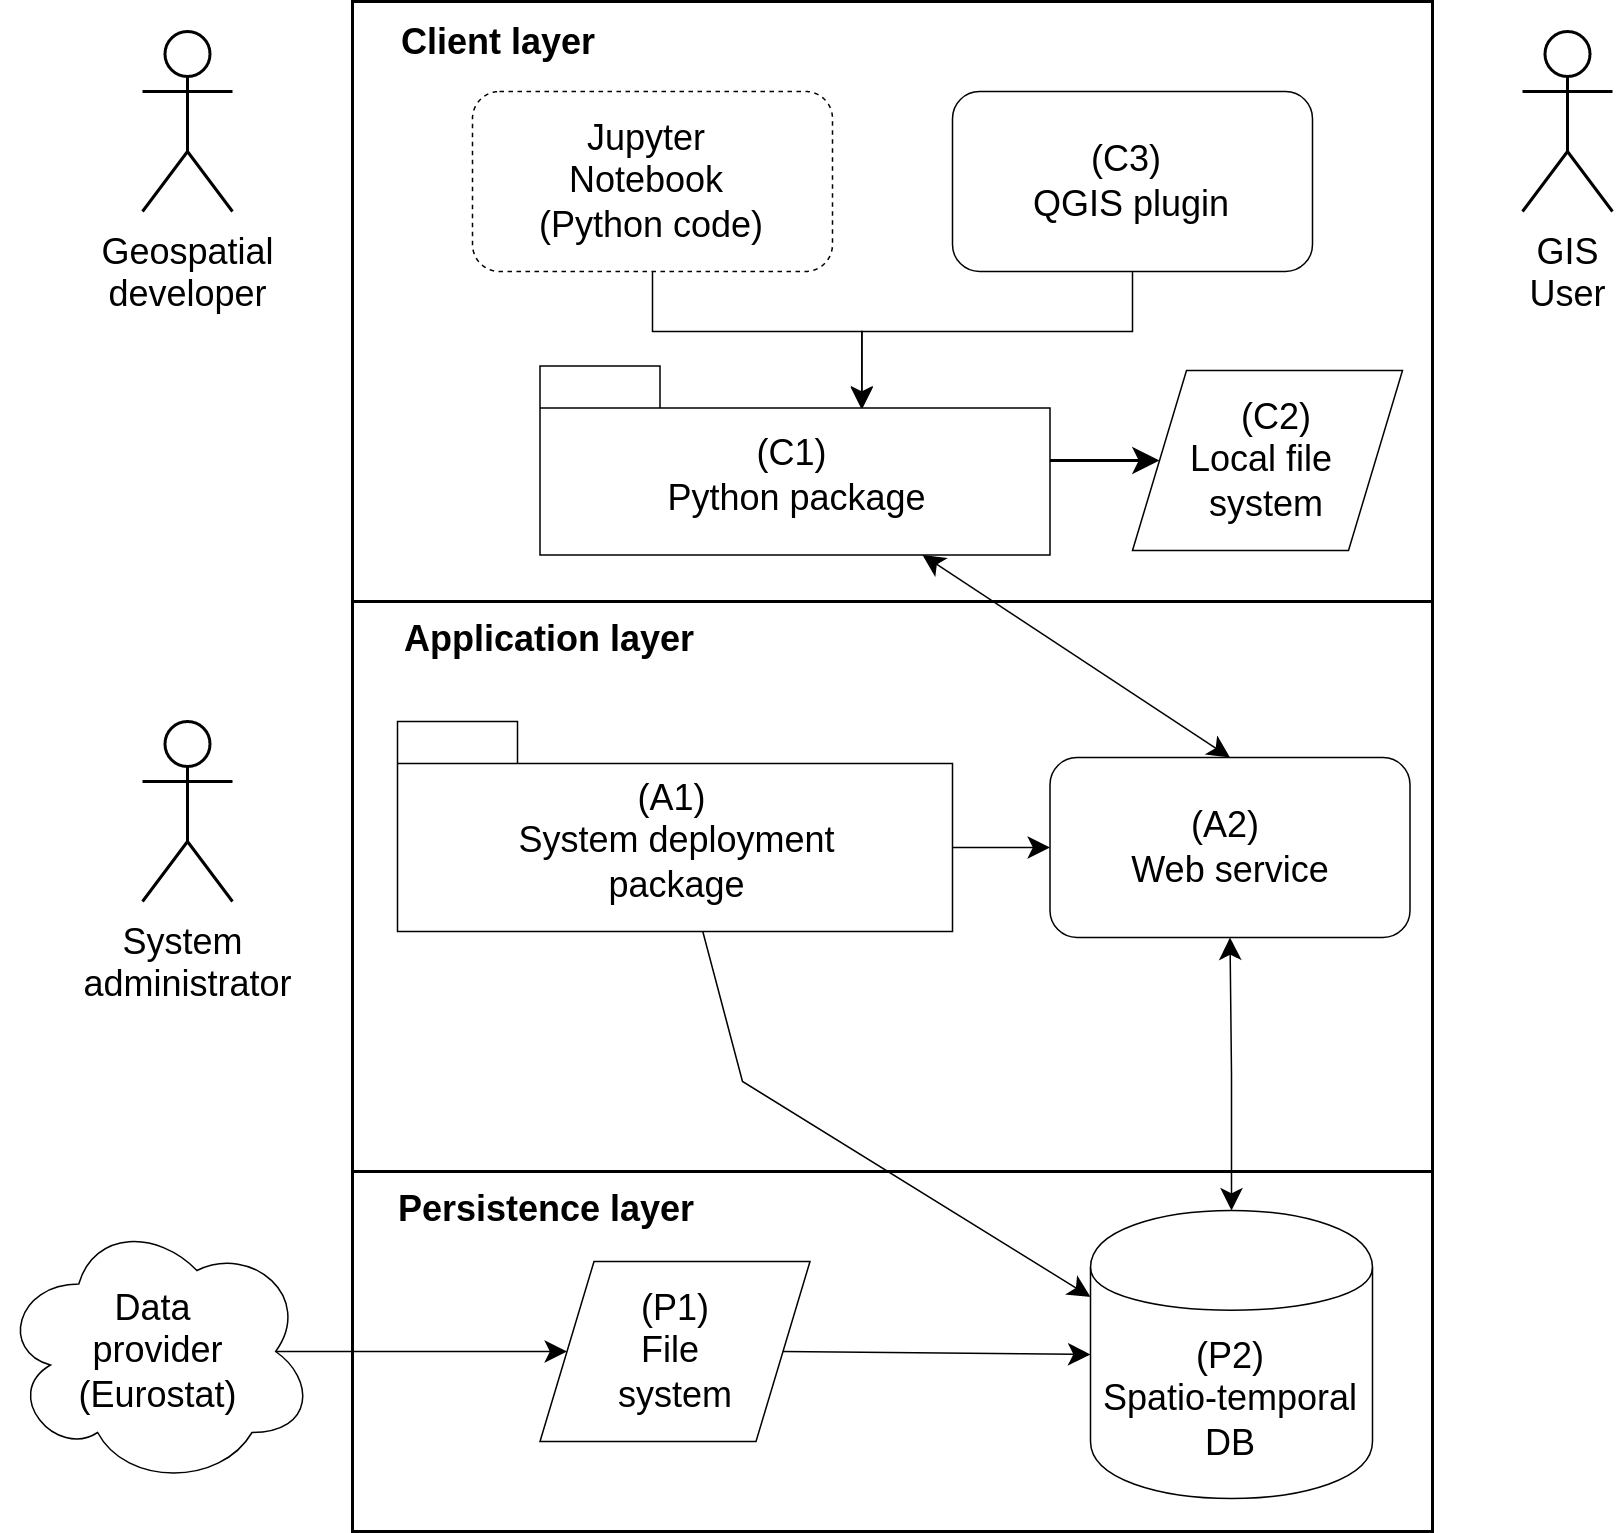 Client layer
Jupyter
Notebook
(Python code)
(C3)
QGIS plugin
Geospatial
developer
GIS
User
(C1)
Python package
(C2)
Local file
system
Application layer
(A1)
System deployment
package
(A2)
Web service
System
administrator
Persistence layer
Data
provider
(Eurostat)
(P1)
File
system
(P2)
Spatio-temporal
DB